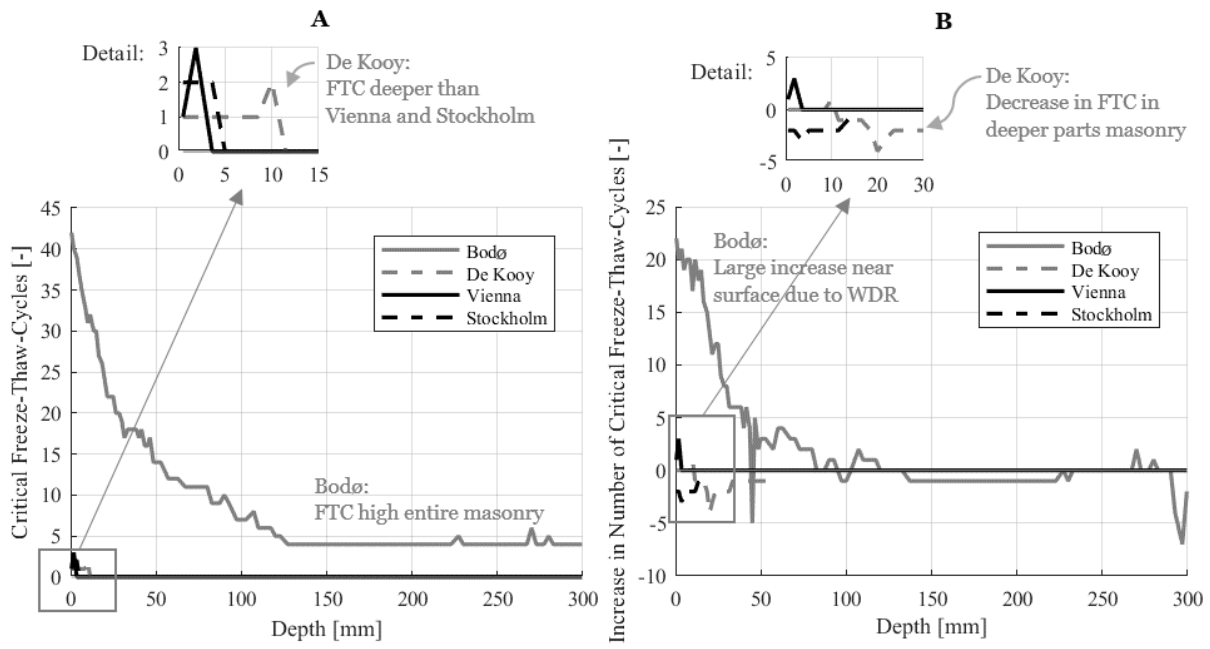 A
Detail:
3
2
1
0
0 5 10 15
De Kooy:
FTC deeper than
Vienna and Stockholm
Critical Freeze-Thaw-Cycles [-]
45
40
35
30
25
20
15
10
5
0
Bodø
De Kooy
Vienna
Stockholm
Bodø:
FTC high entire masonry
0 50 100 150 200 250 300
Depth [mm]
B
Detail:
5
0
-5
0 10 20 30
De Kooy:
Decrease in FTC in
deeper parts masonry
Increase in Number of Critical Freeze-Thaw-Cycles [-]
25
20
15
10
5
0
-5
-10
Bodø:
Large increase near
surface due to WDR
Bodø
De Kooy
Vienna
Stockholm
0 50 100 150 200 250 300
Depth [mm]